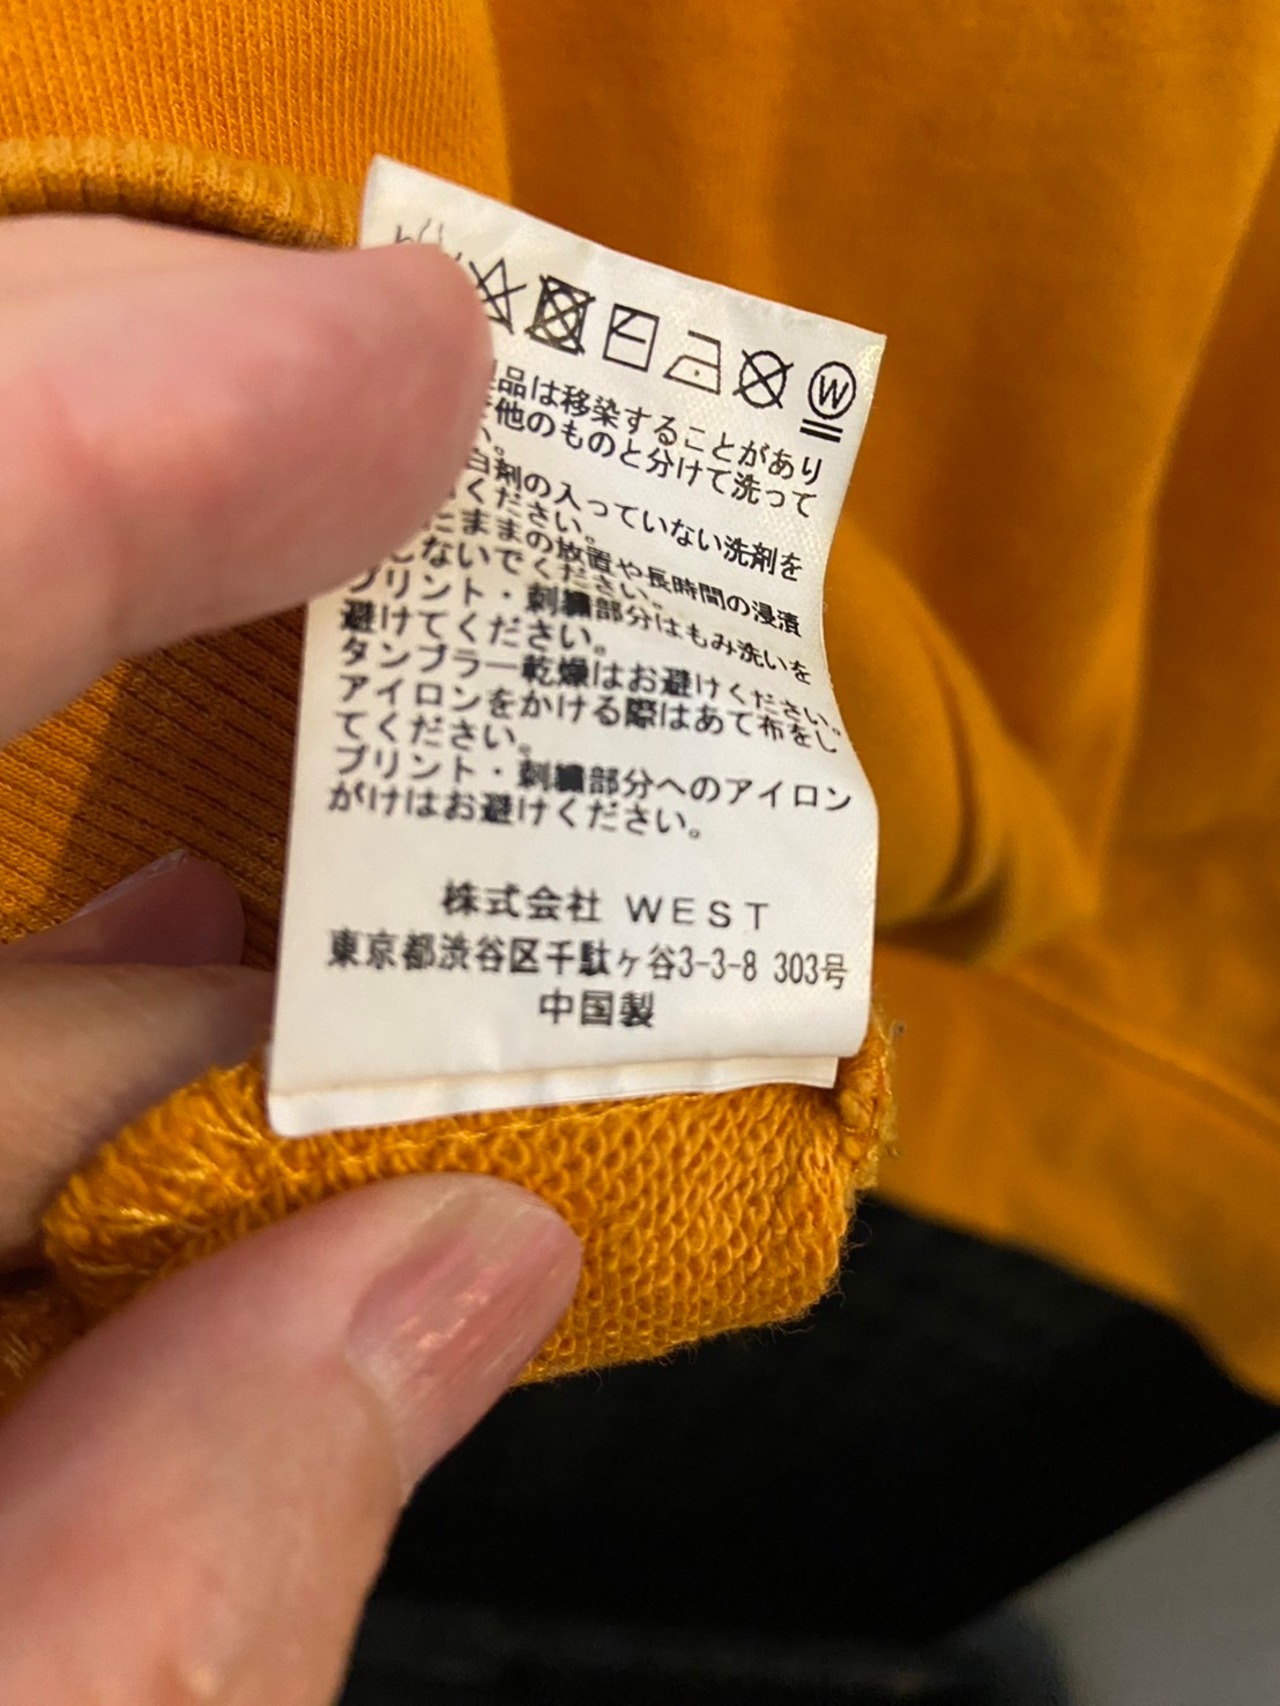 W
品は移染することがあり
他のものと分けて洗って
い。
白剤の入っていない洗剤を
ください。
たままの放置や長時間の浸漬
しないでください。
プリント・刺繍部分はもみ洗いを
避けてください。
タンブラー乾燥はお避けください。
アイロンをかける際はあて布をし
てください。
プリント・刺繍部分へのアイロン
がけはお避けください。
株式会社 WEST
東京都渋谷区千駄ヶ谷3-3-8 303号
中国製